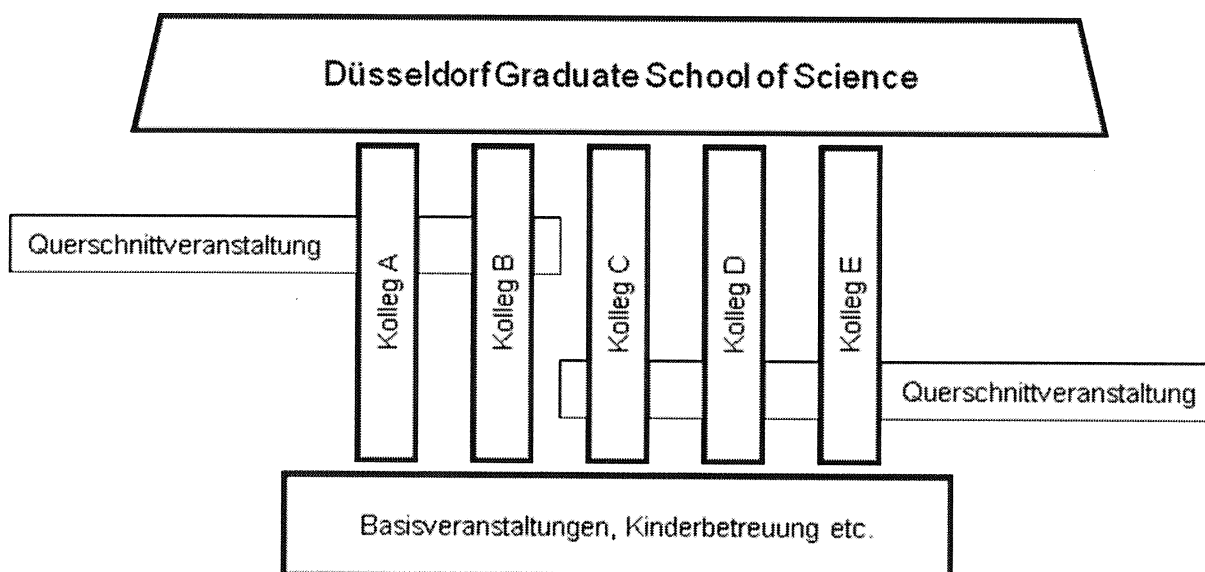 Düsseldorf Graduate School of Science
Querschnittveranstaltung
Kolleg A
Kolleg B
Kolleg C
Kolleg D
Kolleg E
Querschnittveranstaltung
Basisveranstaltungen, Kinderbetreuung etc.